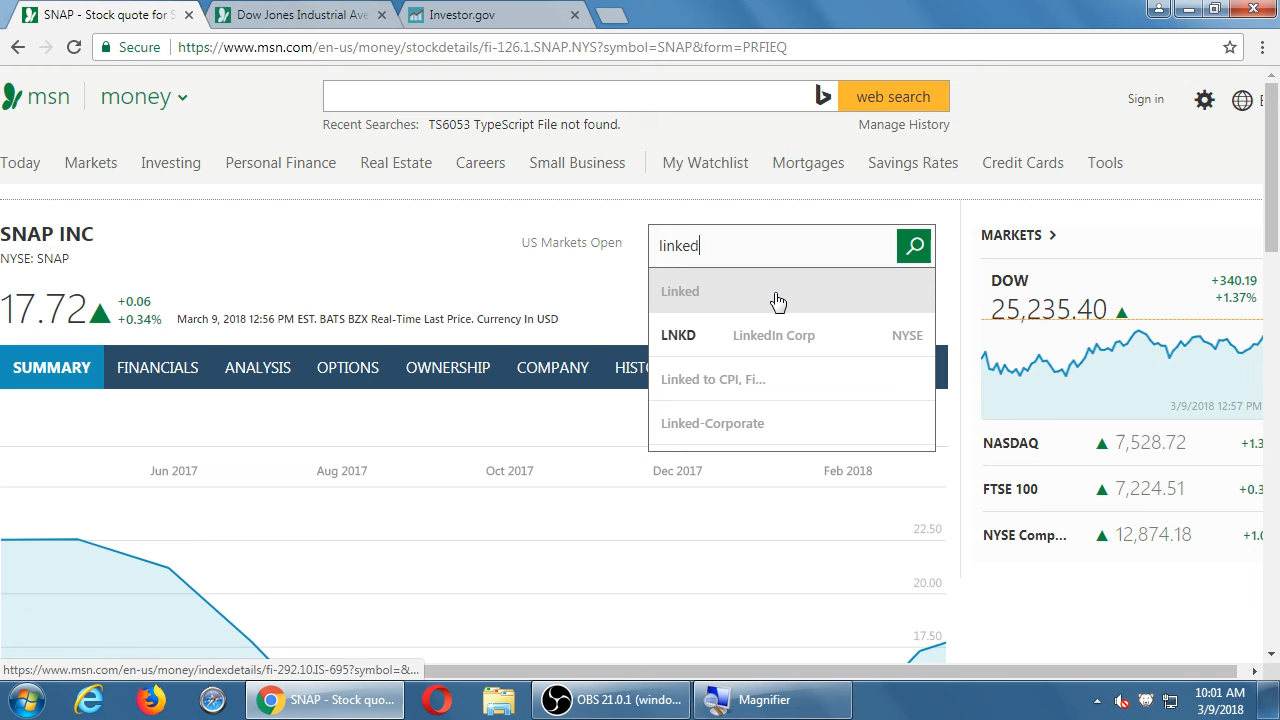 SNAP - Stock quote for S
Dow Jones Industrial Ave
Investor.gov
Secure
https://www.msn.com/en-us/money/stockdetails/fi-126.1.SNAP.NYS?symbol=SNAP&form=PRFIEQ
msn
money
web search
Sign in
Recent Searches: TS6053 TypeScript File not found.
Manage History
Today Markets Investing Personal Finance Real Estate Careers Small Business My Watchlist Mortgages Savings Rates Credit Cards Tools
SNAP INC
NYSE: SNAP
US Markets Open
linked
17.72
+0.06
+0.34%
March 9, 2018 12:56 PM EST. BATS BZX Real-Time Last Price. Currency In USD
Linked
LNKD LinkedIn Corp NYSE
Linked to CPI, Fi...
Linked-Corporate
SUMMARY FINANCIALS ANALYSIS OPTIONS OWNERSHIP COMPANY HIST
MARKETS
DOW
25,235.40
+340.19
+1.37%
3/9/2018 12:57 PM
NASDAQ 7,528.72 +1.3
FTSE 100 7,224.51 +0.3
NYSE Comp... 12,874.18 +1.0
Jun 2017 Aug 2017 Oct 2017 Dec 2017 Feb 2018
22.50
20.00
17.50
https://www.msn.com/en-us/money/indexdetails/fi-292.10.IS-695?symbol=&...
SNAP - Stock quo...
OBS 21.0.1 (windo...
Magnifier
10:01 AM
3/9/2018